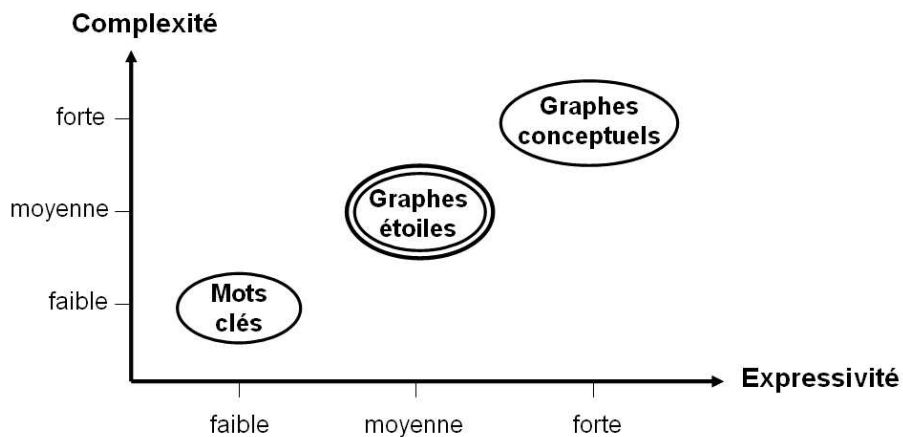 Complexité
forte
Graphes
conceptuels
moyenne
Graphes
étoiles
faible
Mots
clés
Expressivité
faible
moyenne
forte